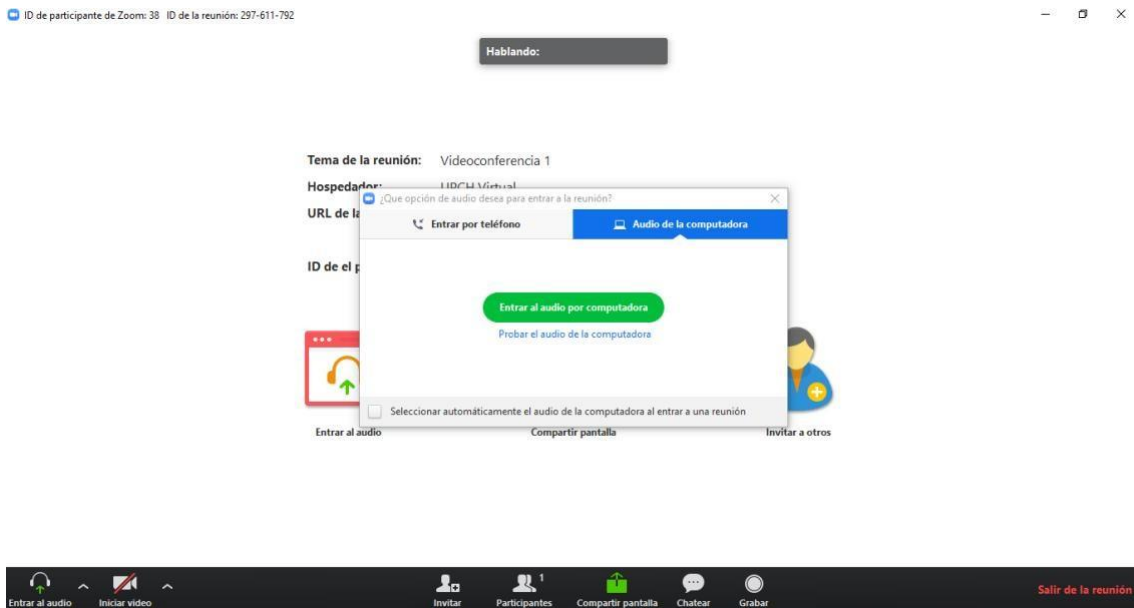 ID de participante de Zoom: 38 ID de la reunión: 297-611-792
Hablando:
Tema de la reunión: Videoconferencia 1
Hospedador: UPCH Virtual
¿Que opción de audio desea para entrar a la reunión?
URL de la
Entrar por teléfono
Audio de la computadora
ID de el p
Entrar al audio por computadora
Probar el audio de la computadora
Seleccionar automáticamente el audio de la computadora al entrar a una reunión
Entrar al audio
Compartir pantalla
Invitar a otros
Entrar al audio
Iniciar video
Invitar
1
Participantes
Compartir pantalla
Chatear
Grabar
Salir de la reunión